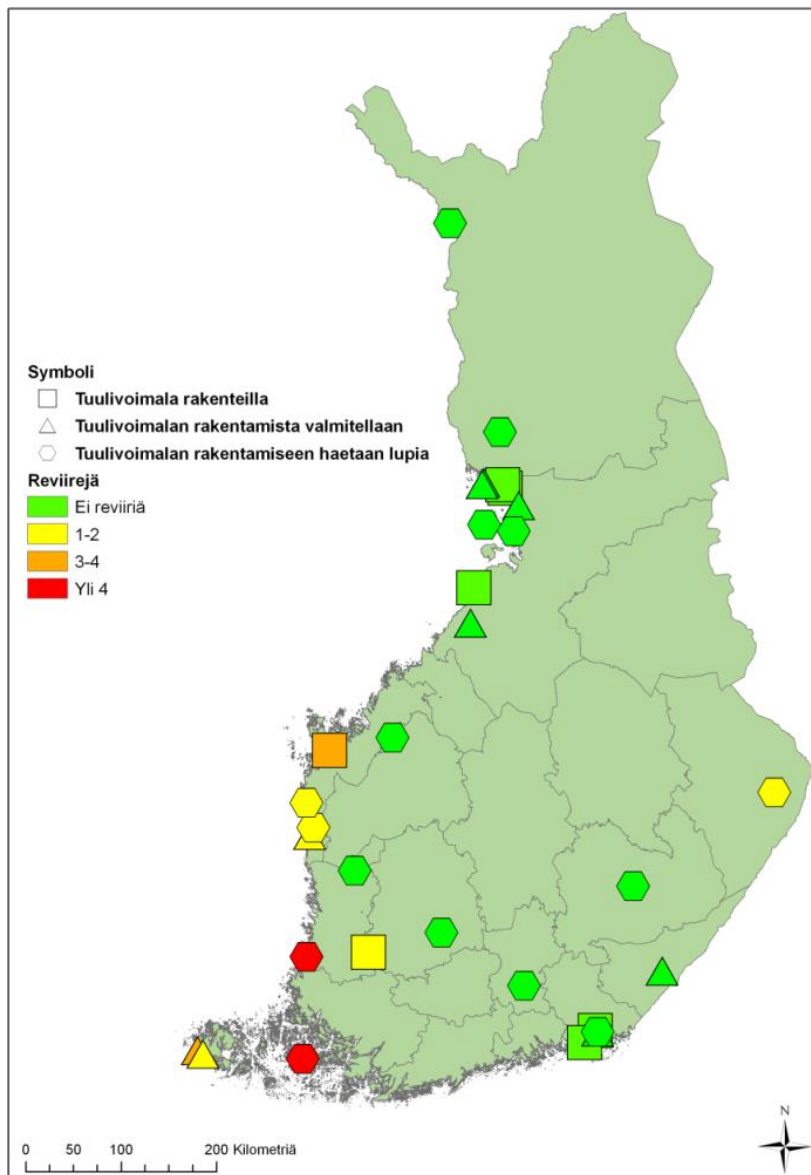 Symboli
Tuulivoimala rakenteilla
Tuulivoimalan rakentamista valmitellaan
Tuulivoimalan rakentamiseen haetaan lupia
Reviirejä
Ei reviiriä
1-2
3-4
Yli 4
N
0 50 100 200 Kilometriä